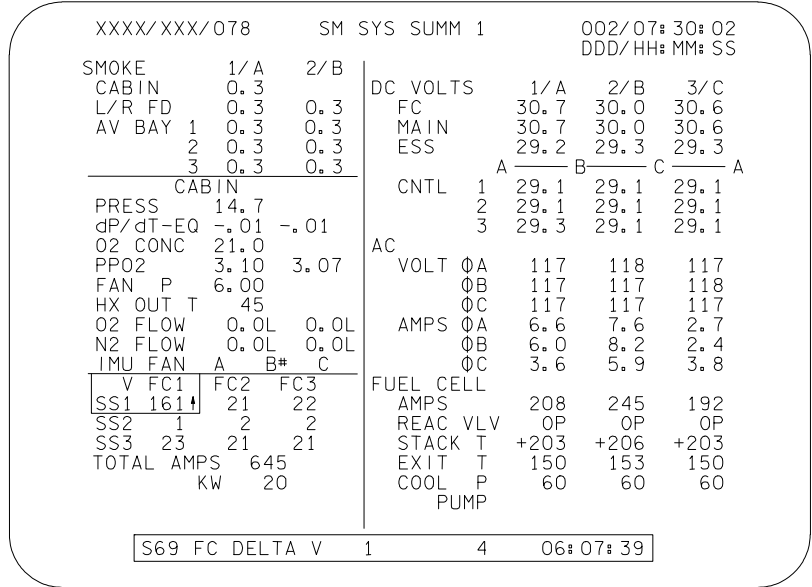 XXXX/XXX/078 SM SYS SUMM 1 002/07:30:02
DDD/HH:MM:SS
SMOKE 1/A 2/B
CABIN 0.3
L/R FD 0.3 0.3
AV BAY 1 0.3 0.3
2 0.3 0.3
3 0.3 0.3
CABIN
PRESS 14.7
dP/dT-EQ -.01 -.01
O2 CONC 21.0
PPO2 3.10 3.07
FAN P 6.00
HX OUT T 45
O2 FLOW 0.0L 0.0L
N2 FLOW 0.0L 0.0L
IMU FAN A B# C
V FC1 FC2 FC3
SS1 161↑ 21 22
SS2 1 2 2
SS3 23 21 21
TOTAL AMPS 645
KW 20
DC VOLTS 1/A 2/B 3/C
FC 30.7 30.0 30.6
MAIN 30.7 30.0 30.6
ESS 29.2 29.3 29.3
A B C A
CNTL 1 29.1 29.1 29.1
2 29.1 29.1 29.1
3 29.3 29.1 29.1
AC
VOLT ΦA 117 118 117
ΦB 117 117 118
ΦC 117 117 117
AMPS ΦA 6.6 7.6 2.7
ΦB 6.0 8.2 2.4
ΦC 3.6 5.9 3.8
FUEL CELL
AMPS 208 245 192
REAC VLV OP OP OP
STACK T +203 +206 +203
EXIT T 150 153 150
COOL P 60 60 60
PUMP
S69 FC DELTA V 1 4 06:07:39